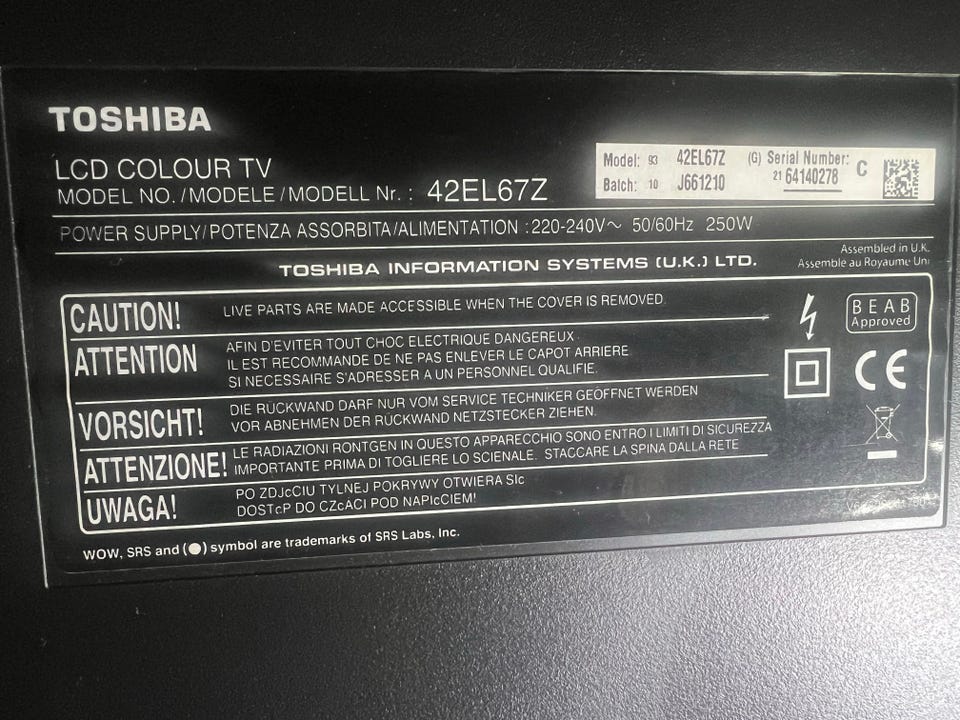 TOSHIBA
LCD COLOUR TV
MODEL NO./MODELE/MODELL Nr.: 42EL67Z
Model: 93 42EL67Z (G) Serial Number:
Batch: 10 J661210 21 64140278 C
POWER SUPPLY/POTENZA ASSORBITA/ALIMENTATION :220-240V~ 50/60Hz 250W
TOSHIBA INFORMATION SYSTEMS (U.K.) LTD.
Assembled in U.K.
Assemble au Royaume Uni
CAUTION!
LIVE PARTS ARE MADE ACCESSIBLE WHEN THE COVER IS REMOVED.
ATTENTION
AFIN D'EVITER TOUT CHOC ELECTRIQUE DANGEREUX
IL EST RECOMMANDE DE NE PAS ENLEVER LE CAPOT ARRIERE
SI NECESSAIRE S'ADRESSER A UN PERSONNEL QUALIFIE.
VORSICHT!
DIE RÜCKWAND DARF NUR VOM SERVICE TECHNIKER GEÖFFNET WERDEN
VOR ABNEHMEN DER RÜCKWAND NETZSTECKER ZIEHEN.
ATTENZIONE!
LE RADIAZIONI RONTGEN IN QUESTO APPARECCHIO SONO ENTRO I LIMITI DI SICUREZZA
IMPORTANTE PRIMA DI TOGLIERE LO SCIENALE. STACCARE LA SPINA DALLA RETE
UWAGA!
PO ZDJcCIU TYLNEJ POKRYWY OTWIERA SIc
DOSTcP DO CZcACI POD NAPIcCIEM!
BEAB
Approved
CE
WOW, SRS and (●) symbol are trademarks of SRS Labs, Inc.